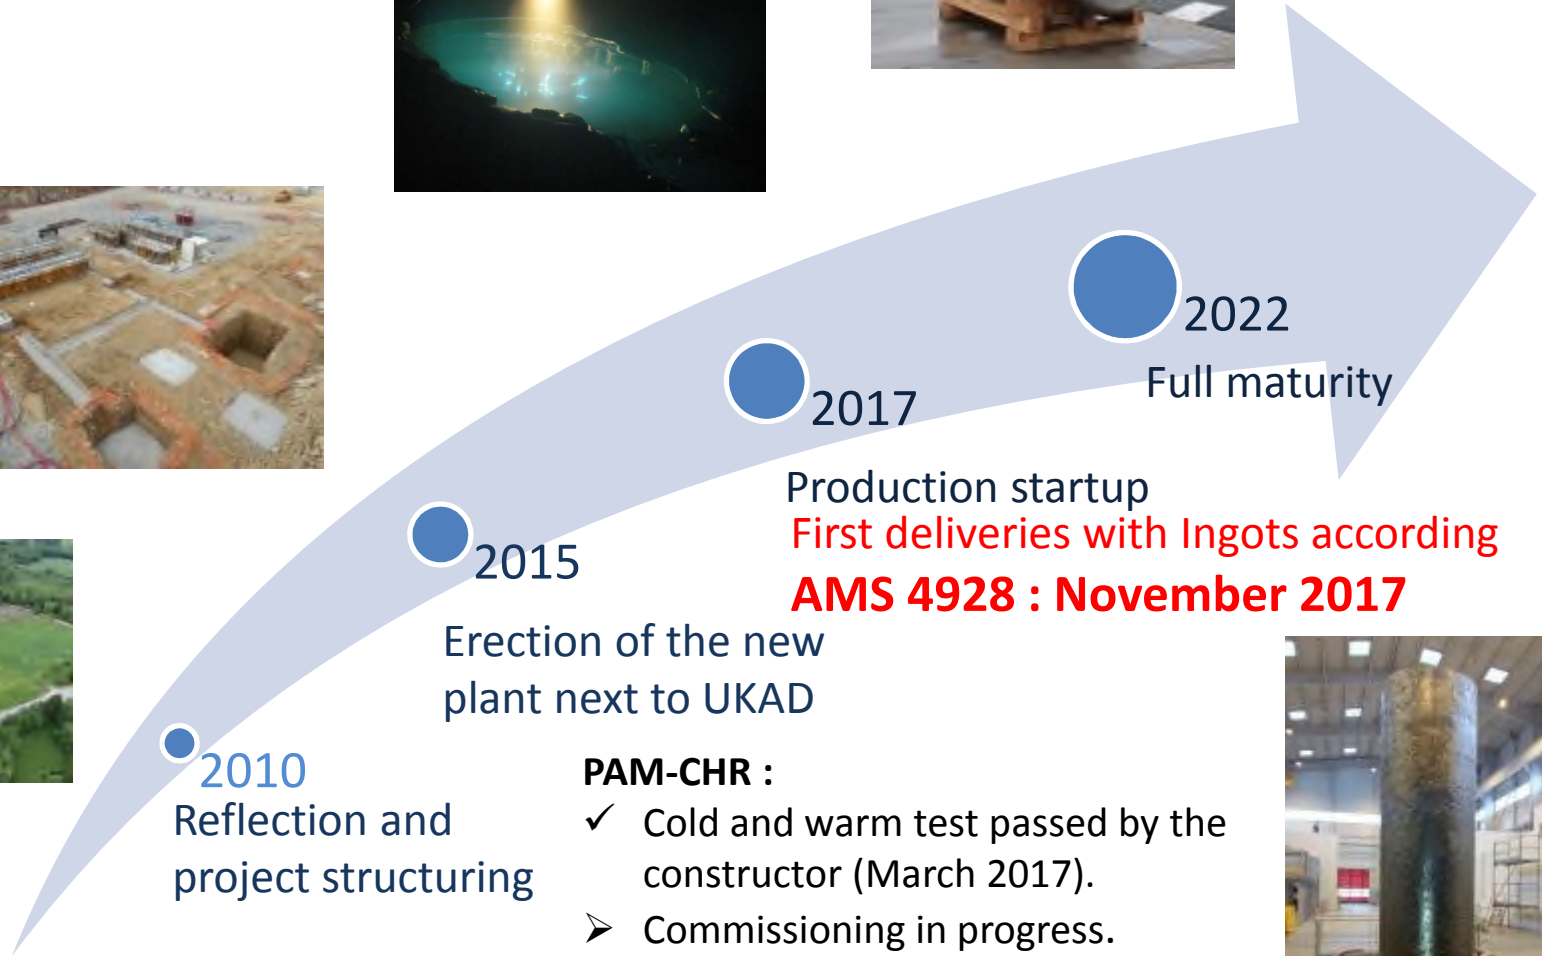 2022
Full maturity
2017
Production startup
First deliveries with Ingots according
AMS 4928 : November 2017
2015
Erection of the new
plant next to UKAD
2010
Reflection and
project structuring
PAM-CHR :
✓ Cold and warm test passed by the
constructor (March 2017).
➢ Commissioning in progress.